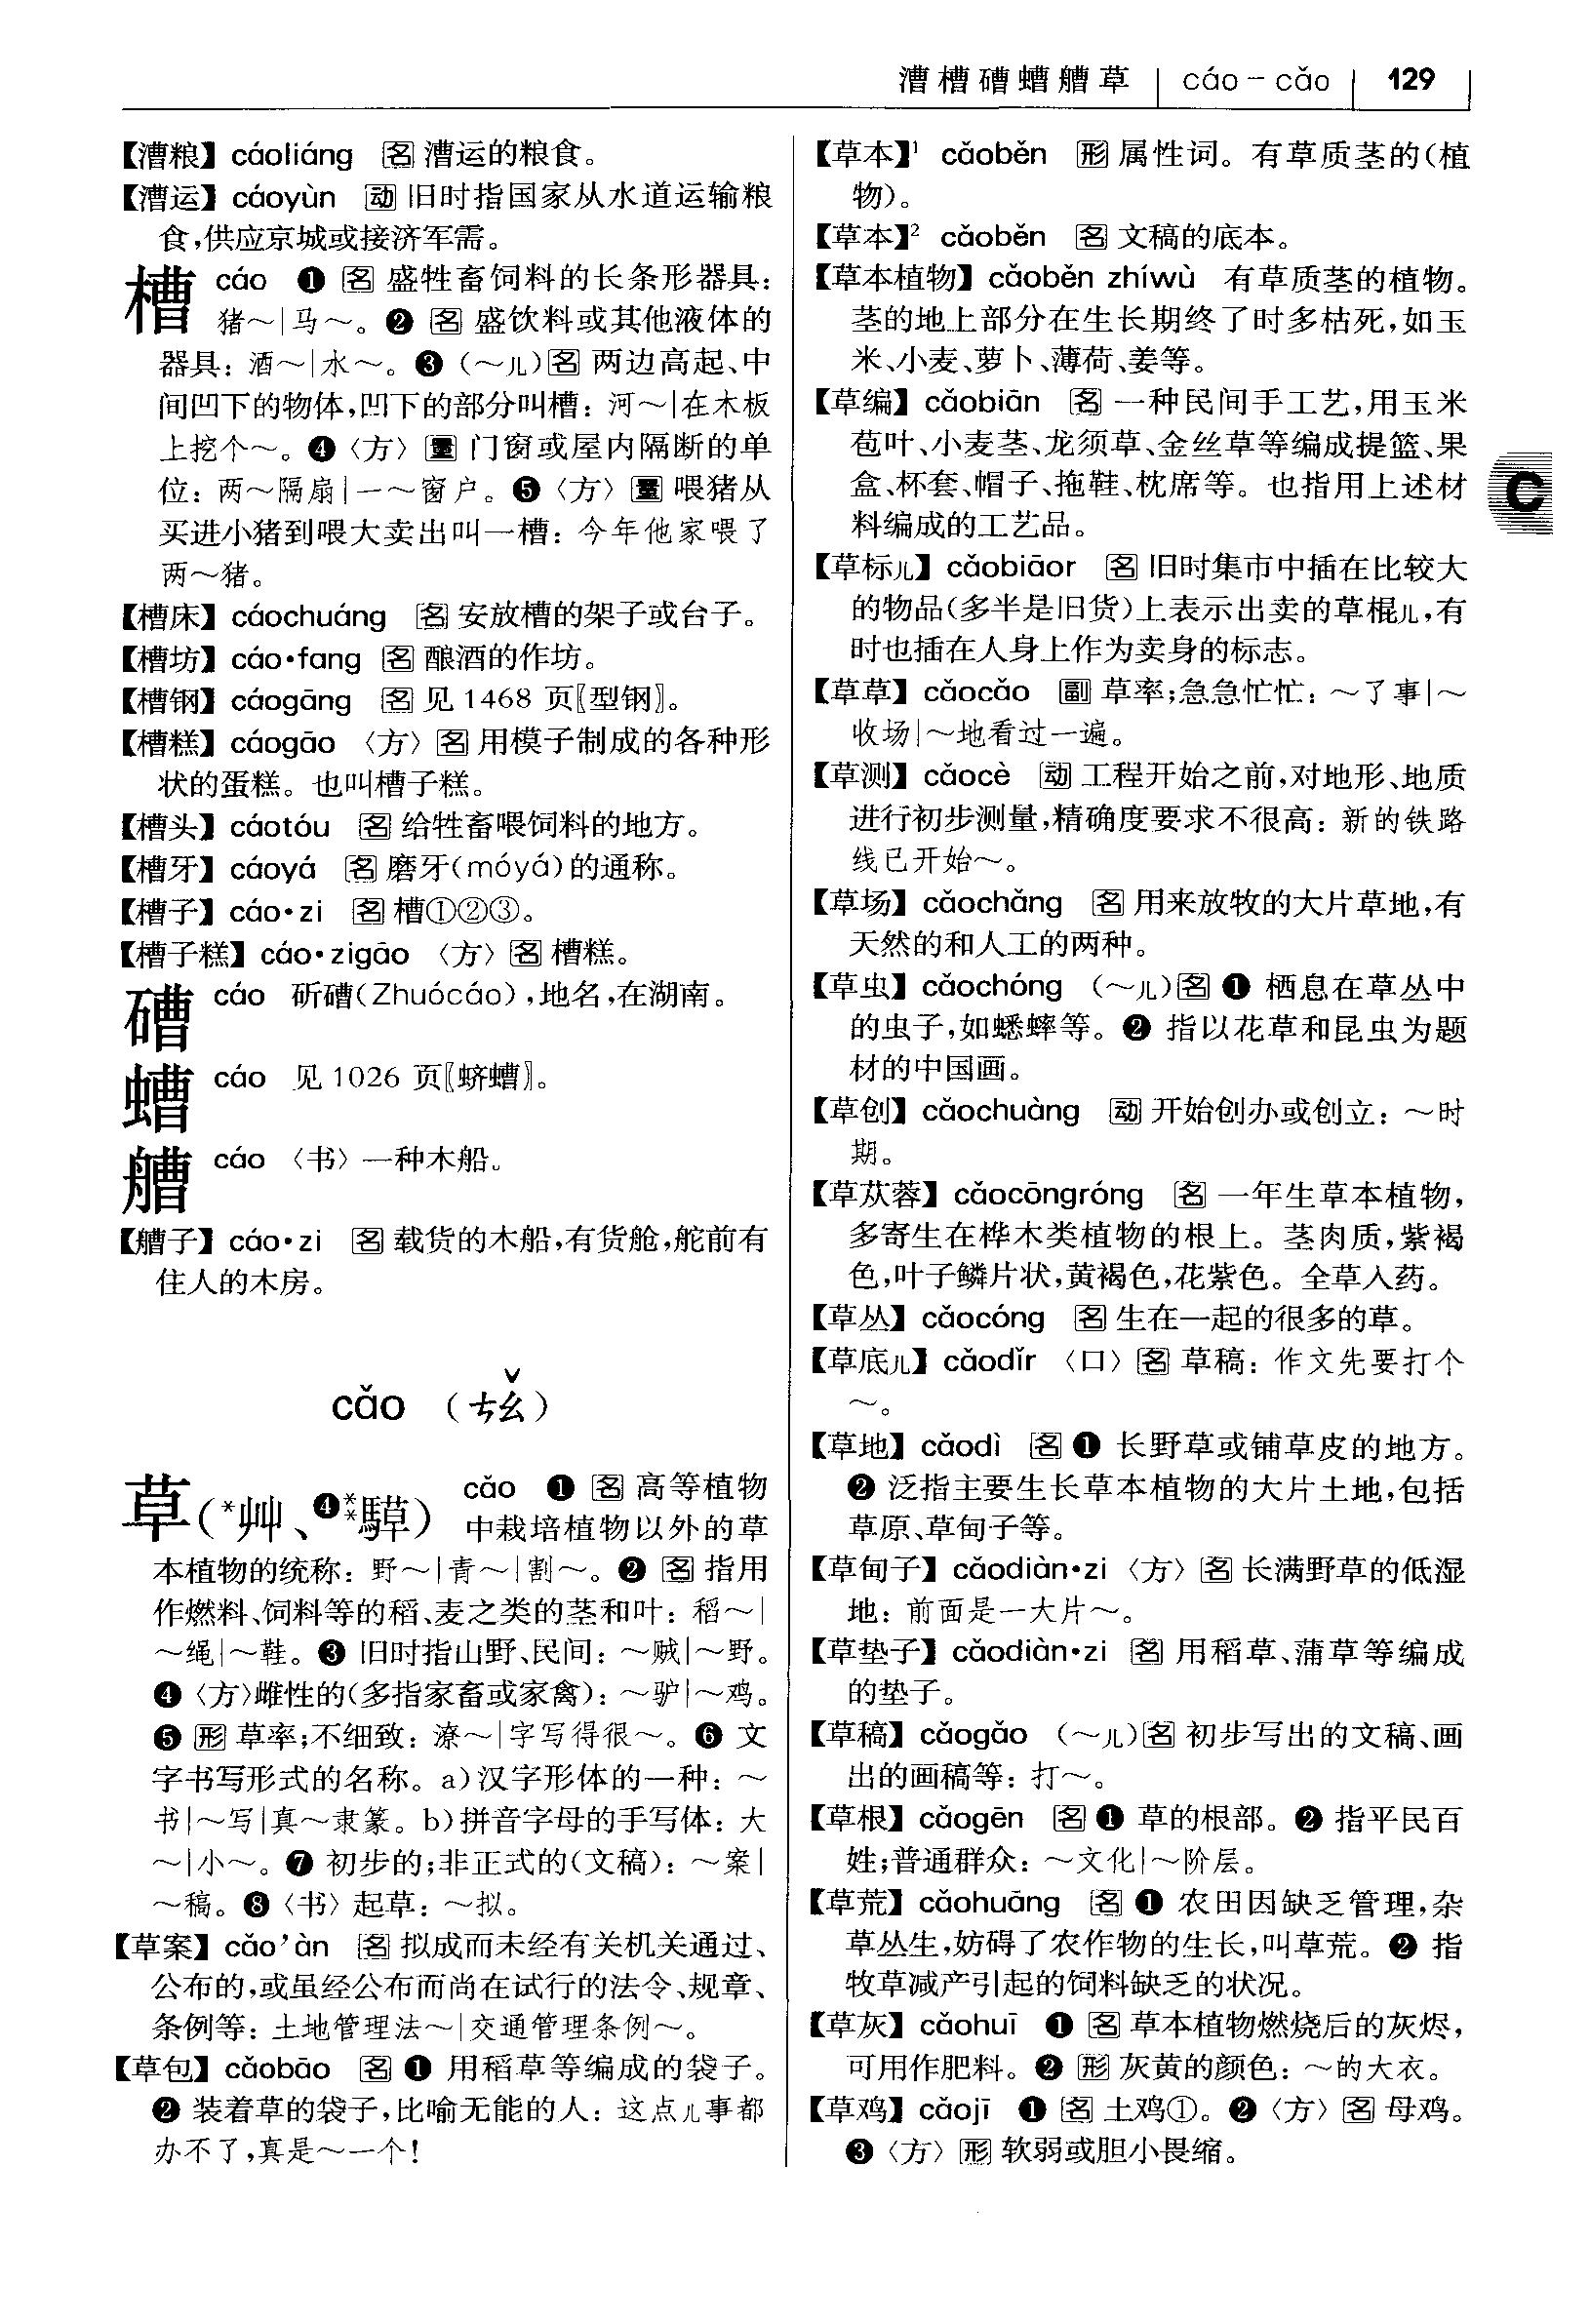 漕槽𥕢螬艚草 | cáo – cǎo | 129
【漕粮】 cáoliáng 名 漕运的粮食。
【漕运】 cáoyùn 动 旧时指国家从水道运输粮
食,供应京城或接济军需。
槽 cáo ❶ 名 盛牲畜饲料的长条形器具:
猪～|马～。❷ 名 盛饮料或其他液体的
器具:酒～|水～。❸ (～儿)名 两边高起、中
间凹下的物体,凹下的部分叫槽:河～|在木板
上挖个～。❹〈方〉量 门窗或屋内隔断的单
位:两～隔扇|一～窗户。❺〈方〉量 喂猪从
买进小猪到喂大卖出叫一槽:今年他家喂了
两～猪。
【槽床】 cáochuáng 名 安放槽的架子或台子。
【槽坊】 cáo•fang 名 酿酒的作坊。
【槽钢】 cáogāng 名 见 1468 页〖型钢〗。
【槽糕】 cáogāo 〈方〉名 用模子制成的各种形
状的蛋糕。也叫槽子糕。
【槽头】 cáotóu 名 给牲畜喂饲料的地方。
【槽牙】 cáoyá 名 磨牙(móyá)的通称。
【槽子】 cáo•zi 名 槽①②③。
【槽子糕】 cáo•zigāo 〈方〉名 槽糕。
𥕢 cáo 斫𥕢(Zhuócáo),地名,在湖南。
螬 cáo 见 1026 页〖蛴螬〗。
艚 cáo 〈书〉一种木船。
【艚子】 cáo•zi 名 载货的木船,有货舱,舵前有
住人的木房。
cǎo (ㄘㄠˇ)
草(*艸、❹**騲) cǎo ❶ 名 高等植物
中栽培植物以外的草
本植物的统称:野～|青～|割～。❷ 名 指用
作燃料、饲料等的稻、麦之类的茎和叶:稻～|
～绳|～鞋。❸ 旧时指山野、民间:～贼|～野。
❹〈方〉雌性的(多指家畜或家禽):～驴|～鸡。
❺ 形 草率;不细致:潦～|字写得很～。❻ 文
字书写形式的名称。a)汉字形体的一种:～
书|～写|真～隶篆。b)拼音字母的手写体:大
～|小～。❼ 初步的;非正式的(文稿):～案|
～稿。❽〈书〉起草:～拟。
【草案】 cǎo’àn 名 拟成而未经有关机关通过、
公布的,或虽经公布而尚在试行的法令、规章、
条例等:土地管理法～|交通管理条例～。
【草包】 cǎobāo 名 ❶ 用稻草等编成的袋子。
❷ 装着草的袋子,比喻无能的人:这点儿事都
办不了,真是～一个!
【草本】¹ cǎoběn 形 属性词。有草质茎的(植
物)。
【草本】² cǎoběn 名 文稿的底本。
【草本植物】 cǎoběn zhíwù 有草质茎的植物。
茎的地上部分在生长期终了时多枯死,如玉
米、小麦、萝卜、薄荷、姜等。
【草编】 cǎobiān 名 一种民间手工艺,用玉米
苞叶、小麦茎、龙须草、金丝草等编成提篮、果
盒、杯套、帽子、拖鞋、枕席等。也指用上述材
料编成的工艺品。
C
【草标儿】 cǎobiāor 名 旧时集市中插在比较大
的物品(多半是旧货)上表示出卖的草棍儿,有
时也插在人身上作为卖身的标志。
【草草】 cǎocǎo 副 草率;急急忙忙:～了事|～
收场|～地看过一遍。
【草测】 cǎocè 动 工程开始之前,对地形、地质
进行初步测量,精确度要求不很高:新的铁路
线已开始～。
【草场】 cǎochǎng 名 用来放牧的大片草地,有
天然的和人工的两种。
【草虫】 cǎochóng (～儿)名 ❶ 栖息在草丛中
的虫子,如蟋蟀等。❷ 指以花草和昆虫为题
材的中国画。
【草创】 cǎochuàng 动 开始创办或创立:～时
期。
【草苁蓉】 cǎocōngróng 名 一年生草本植物,
多寄生在桦木类植物的根上。茎肉质,紫褐
色,叶子鳞片状,黄褐色,花紫色。全草入药。
【草丛】 cǎocóng 名 生在一起的很多的草。
【草底儿】 cǎodǐr 〈口〉名 草稿:作文先要打个
～。
【草地】 cǎodì 名 ❶ 长野草或铺草皮的地方。
❷ 泛指主要生长草本植物的大片土地,包括
草原、草甸子等。
【草甸子】 cǎodiàn•zi 〈方〉名 长满野草的低湿
地:前面是一大片～。
【草垫子】 cǎodiàn•zi 名 用稻草、蒲草等编成
的垫子。
【草稿】 cǎogǎo (～儿)名 初步写出的文稿、画
出的画稿等:打～。
【草根】 cǎogēn 名 ❶ 草的根部。❷ 指平民百
姓;普通群众:～文化|～阶层。
【草荒】 cǎohuāng 名 ❶ 农田因缺乏管理,杂
草丛生,妨碍了农作物的生长,叫草荒。❷ 指
牧草减产引起的饲料缺乏的状况。
【草灰】 cǎohuī ❶ 名 草本植物燃烧后的灰烬,
可用作肥料。❷ 形 灰黄的颜色:～的大衣。
【草鸡】 cǎojī ❶ 名 土鸡①。❷〈方〉名 母鸡。
❸〈方〉形 软弱或胆小畏缩。